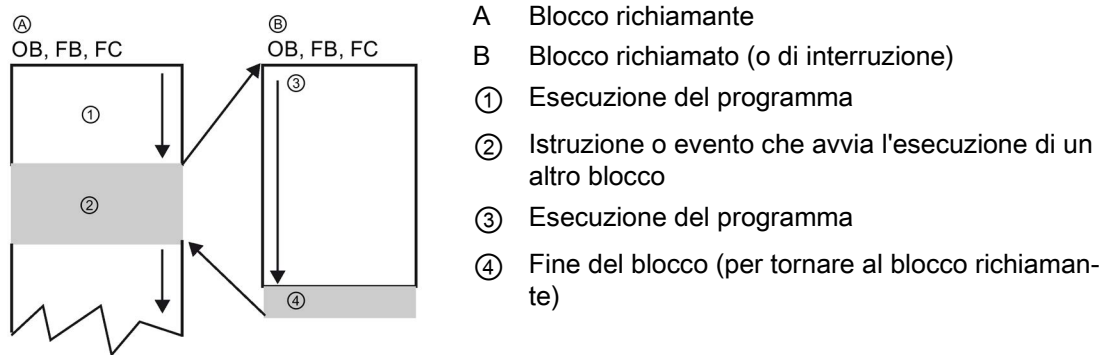 Ⓐ
OB, FB, FC
①
②
Ⓑ
OB, FB, FC
③
④
A Blocco richiamante
B Blocco richiamato (o di interruzione)
① Esecuzione del programma
② Istruzione o evento che avvia l'esecuzione di un
altro blocco
③ Esecuzione del programma
④ Fine del blocco (per tornare al blocco richiaman-
te)